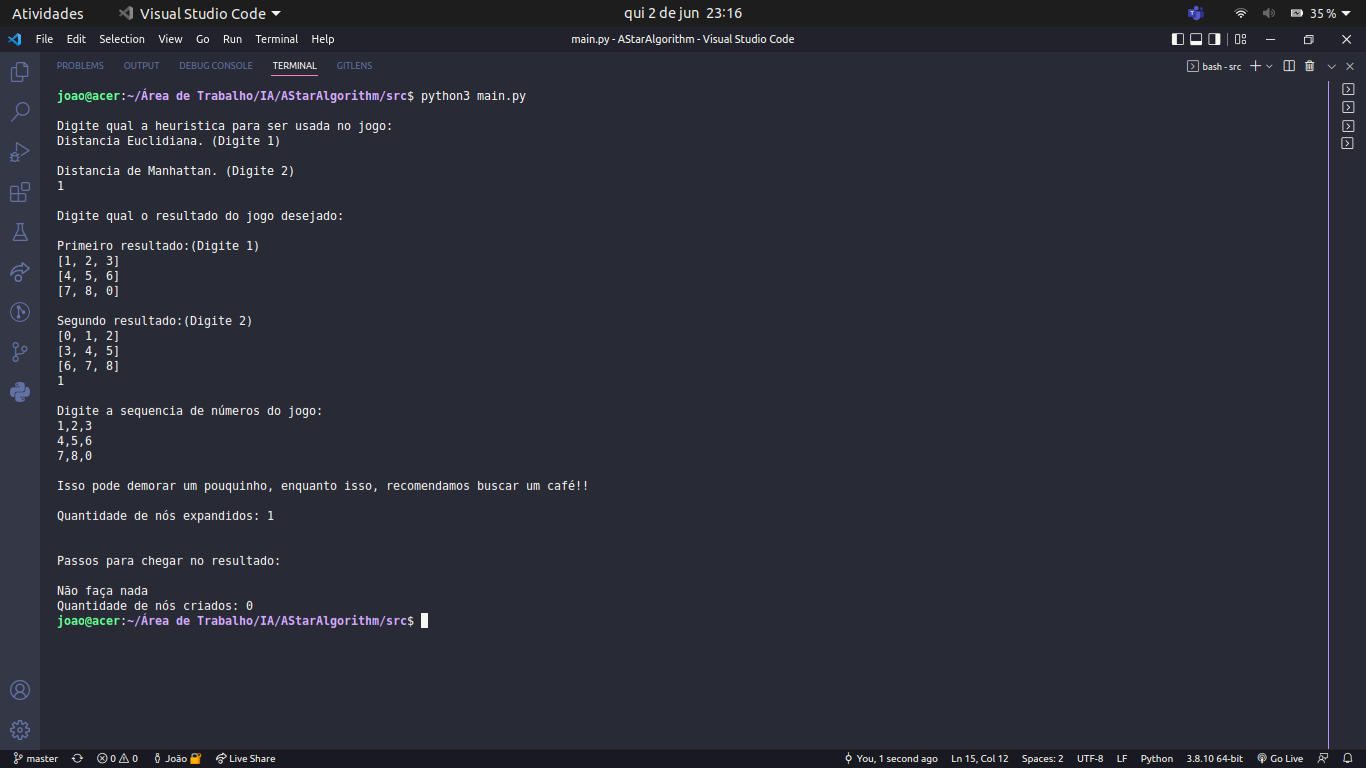 Atividades
Visual Studio Code
qui 2 de jun 23:16
35 %
File Edit Selection View Go Run Terminal Help
main.py - AStarAlgorithm - Visual Studio Code
PROBLEMS OUTPUT DEBUG CONSOLE TERMINAL GITLENS
bash - src
joao@acer:~/Área de Trabalho/IA/AStarAlgorithm/src$ python3 main.py
Digite qual a heuristica para ser usada no jogo:
Distancia Euclidiana. (Digite 1)
Distancia de Manhattan. (Digite 2)
1
Digite qual o resultado do jogo desejado:
Primeiro resultado:(Digite 1)
[1, 2, 3]
[4, 5, 6]
[7, 8, 0]
Segundo resultado:(Digite 2)
[0, 1, 2]
[3, 4, 5]
[6, 7, 8]
1
Digite a sequencia de números do jogo:
1,2,3
4,5,6
7,8,0
Isso pode demorar um pouquinho, enquanto isso, recomendamos buscar um café!!
Quantidade de nós expandidos: 1
Passos para chegar no resultado:
Não faça nada
Quantidade de nós criados: 0
joao@acer:~/Área de Trabalho/IA/AStarAlgorithm/src$
master 0 0 João Live Share
You, 1 second ago Ln 15, Col 12 Spaces: 2 UTF-8 LF Python 3.8.10 64-bit Go Live